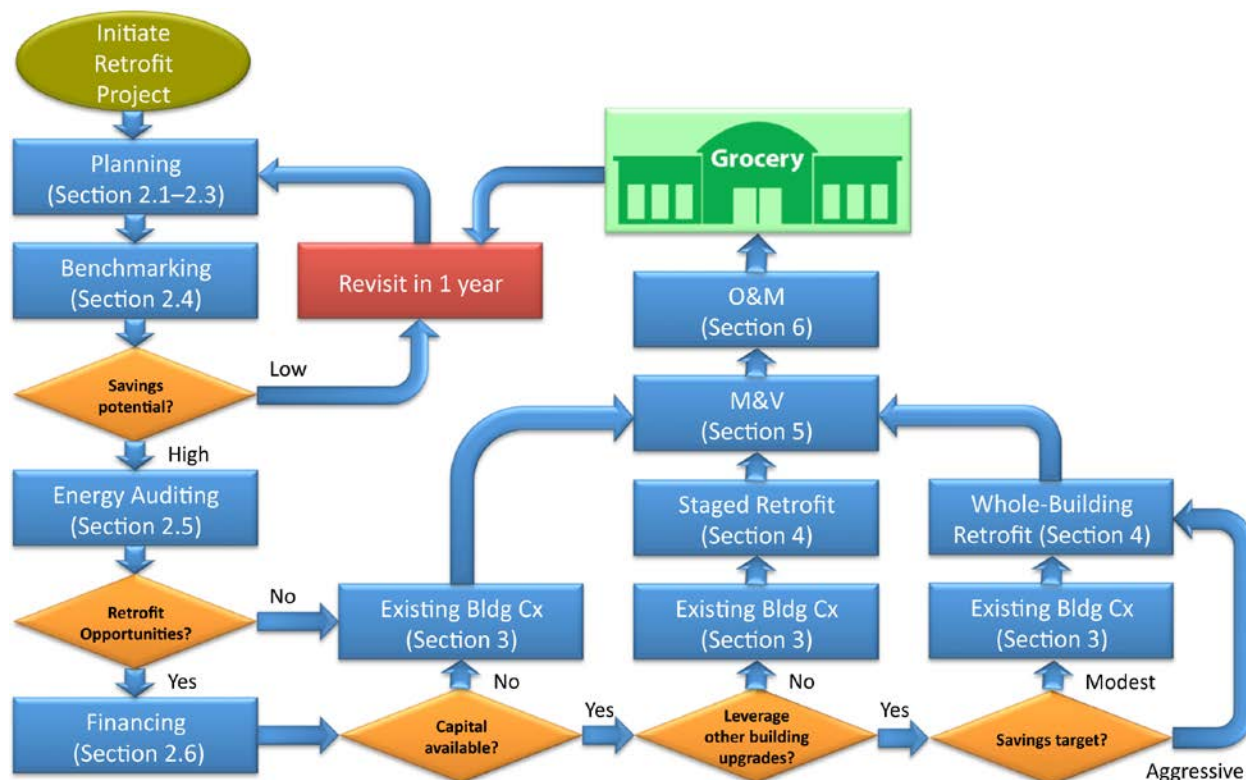 Initiate
Retrofit
Project
Planning
(Section 2.1–2.3)
Benchmarking
(Section 2.4)
Savings
potential?
Low
High
Revisit in 1 year
Energy Auditing
(Section 2.5)
Retrofit
Opportunities?
No
Yes
Financing
(Section 2.6)
Existing Bldg Cx
(Section 3)
No
Capital
available?
Yes
Grocery
O&M
(Section 6)
M&V
(Section 5)
Staged Retrofit
(Section 4)
Existing Bldg Cx
(Section 3)
No
Leverage
other building
upgrades?
Yes
Whole-Building
Retrofit (Section 4)
Existing Bldg Cx
(Section 3)
Modest
Savings target?
Aggressive